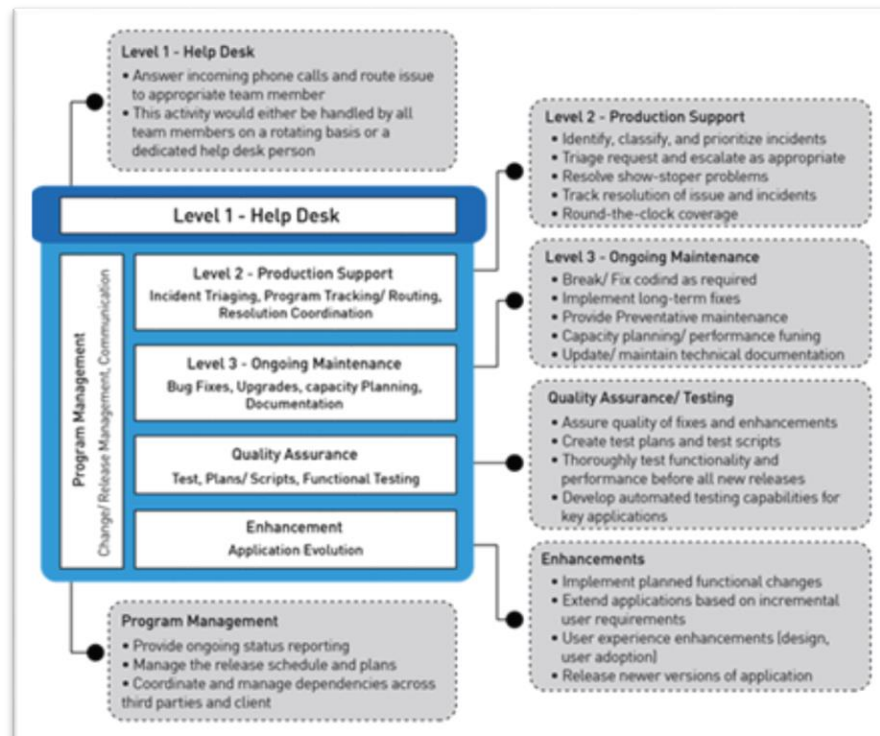 Level 1 - Help Desk
• Answer incoming phone calls and route issue
to appropriate team member
• This activity would either be handled by all
team members on a rotating basis or a
dedicated help desk person
Level 2 - Production Support
• Identify, classify, and prioritize incidents
• Triage request and escalate as appropriate
• Resolve show-stoper problems
• Track resolution of issue and incidents
• Round-the-clock coverage
Level 1 - Help Desk
Program Management
Change/ Release Management, Communication
Level 2 - Production Support
Incident Triaging, Program Tracking/ Routing,
Resolution Coordination
Level 3 - Ongoing Maintenance
Bug Fixes, Upgrades, capacity Planning,
Documentation
Quality Assurance
Test, Plans/ Scripts, Functional Testing
Enhancement
Application Evolution
Level 3 - Ongoing Maintenance
• Break/ Fix codind as required
• Implement long-term fixes
• Provide Preventative maintenance
• Capacity planning/ performance funing
• Update/ maintain technical documentation
Quality Assurance/ Testing
• Assure quality of fixes and enhancements
• Create test plans and test scripts
• Thoroughly test functionality and
performance before all new releases
• Develop automated testing capabilities for
key applications
Enhancements
• Implement planned functional changes
• Extend applications based on incremental
user requirements
• User experience enhancements (design,
user adoption)
• Release newer versions of application
Program Management
• Provide ongoing status reporting
• Manage the release schedule and plans
• Coordinate and manage dependencies across
third parties and client